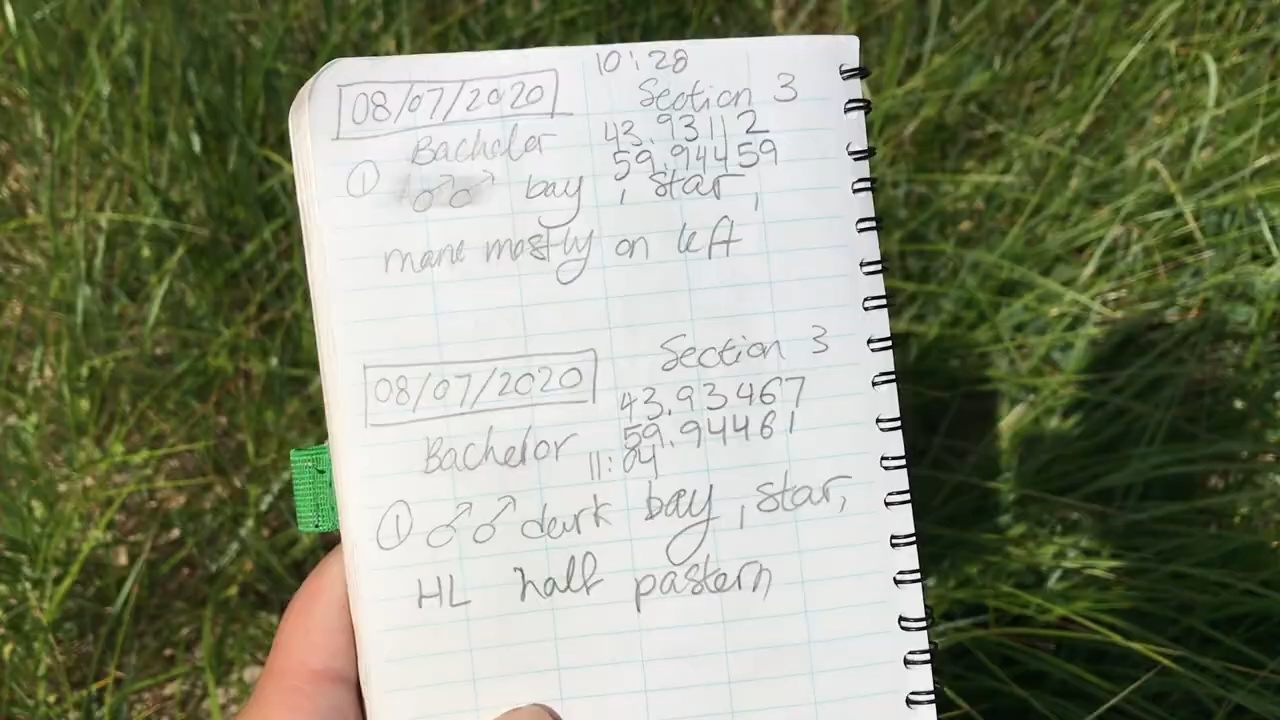 10:28
08/07/2020 Section 3
Bachelor 43.93112
59.94459
① ♂♂ bay, star,
mane mostly on left
Section 3
08/07/2020 43.93467
Bachelor 59.94461
11:04
① ♂♂ dark bay, star,
HL half pastern